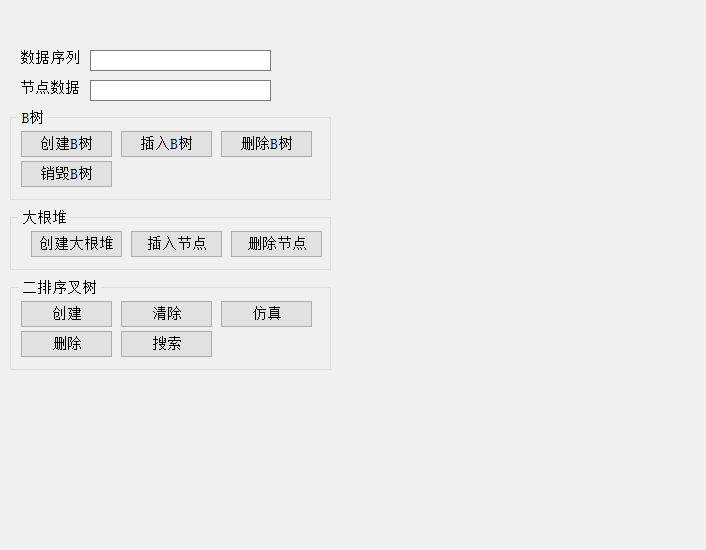 数据序列
节点数据
B树
创建B树 插入B树 删除B树
销毁B树
大根堆
创建大根堆 插入节点 删除节点
二排序叉树
创建 清除 仿真
删除 搜索